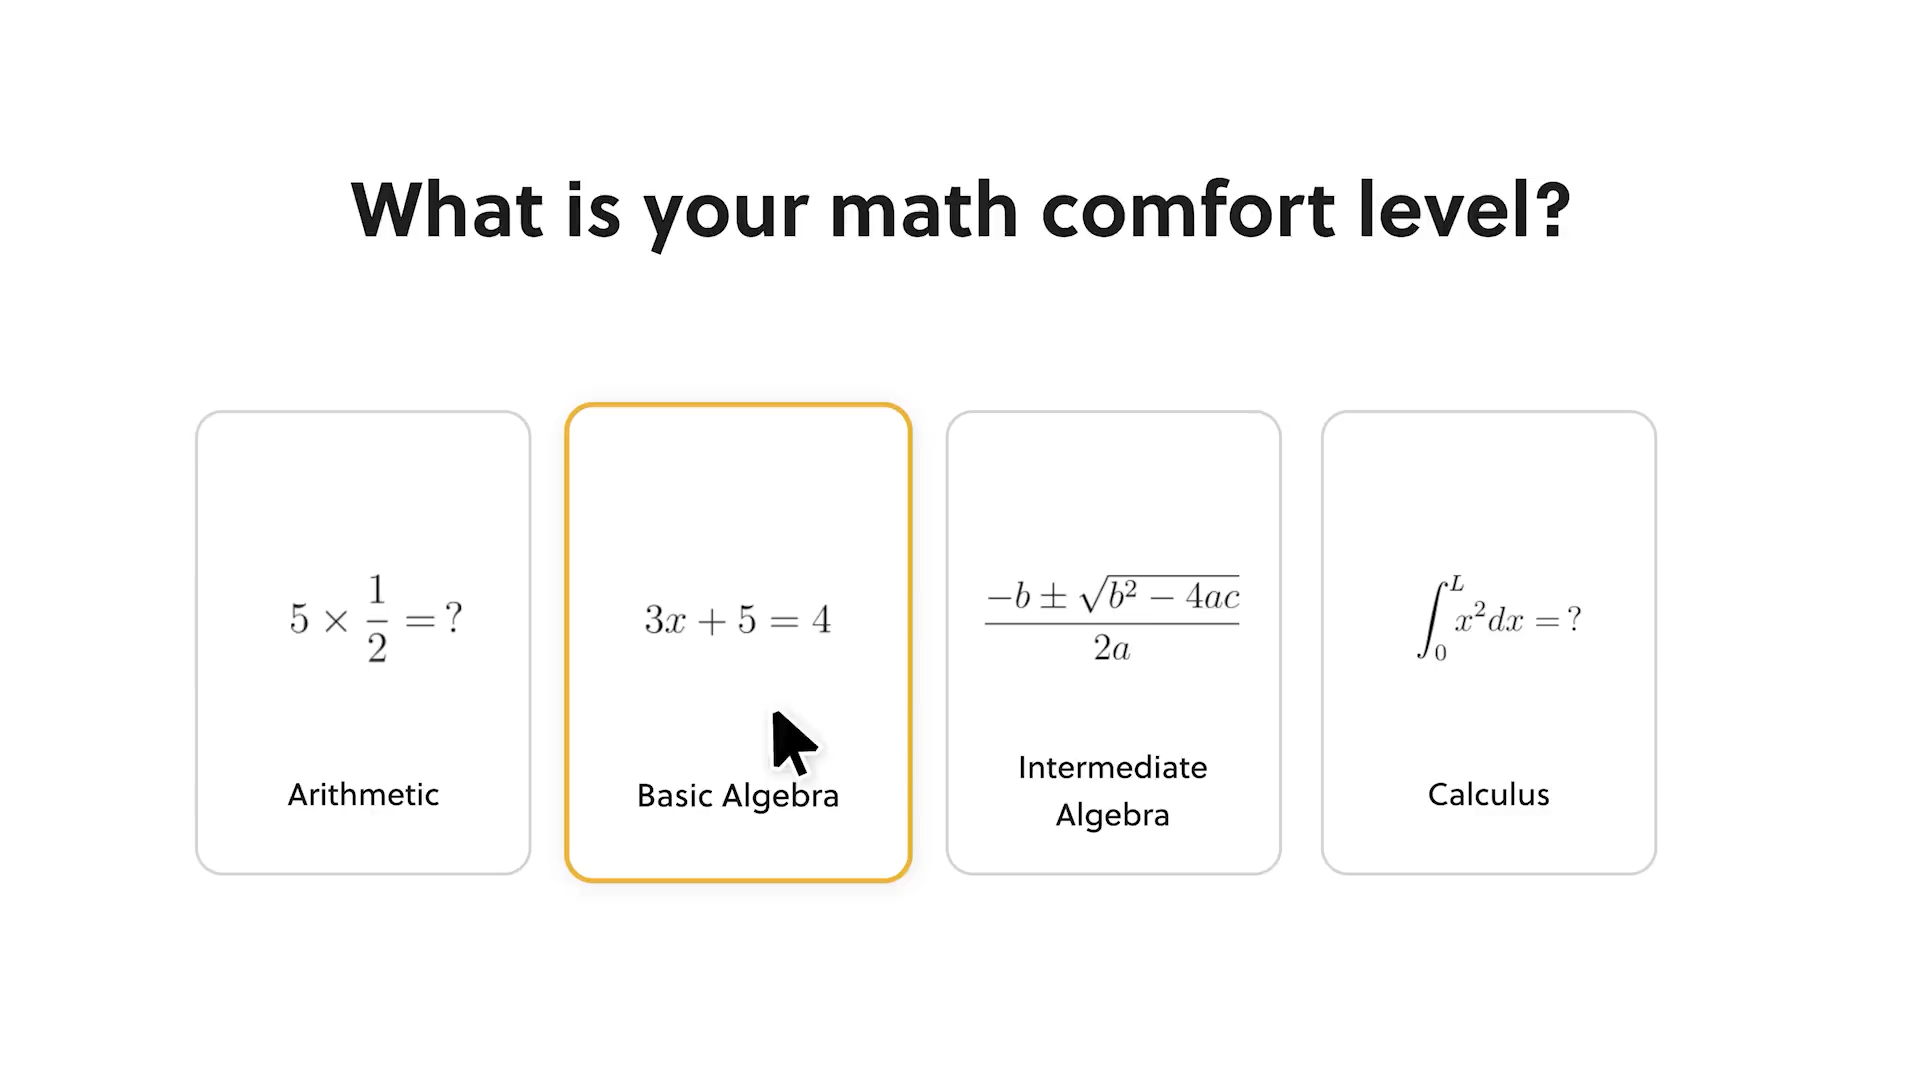 What is your math comfort level?
5 × 1/2 = ?
Arithmetic
3x + 5 = 4
Basic Algebra
−b ± √(b² − 4ac)
2a
Intermediate
Algebra
∫₀ᴸ x²dx = ?
Calculus